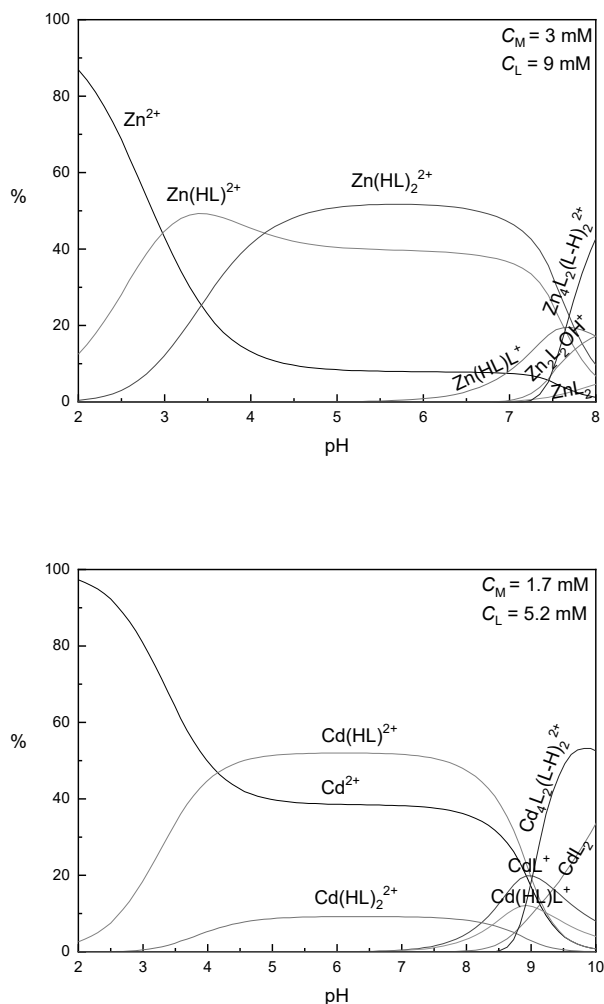 100
80
60
40
20
0
%
2
3
4
5
6
7
8
pH
C_M = 3 mM
C_L = 9 mM
Zn²⁺
Zn(HL)²⁺
Zn(HL)₂²⁺
Zn(HL)L⁺
Zn₄L₂(L-H)₂²⁺
Zn₂L₂OH⁺
ZnL₂
100
80
60
40
20
0
%
2
3
4
5
6
7
8
9
10
pH
C_M = 1.7 mM
C_L = 5.2 mM
Cd(HL)²⁺
Cd²⁺
Cd(HL)₂²⁺
Cd₄L₂(L-H)₂²⁺
CdL₂
CdL⁺
Cd(HL)L⁺